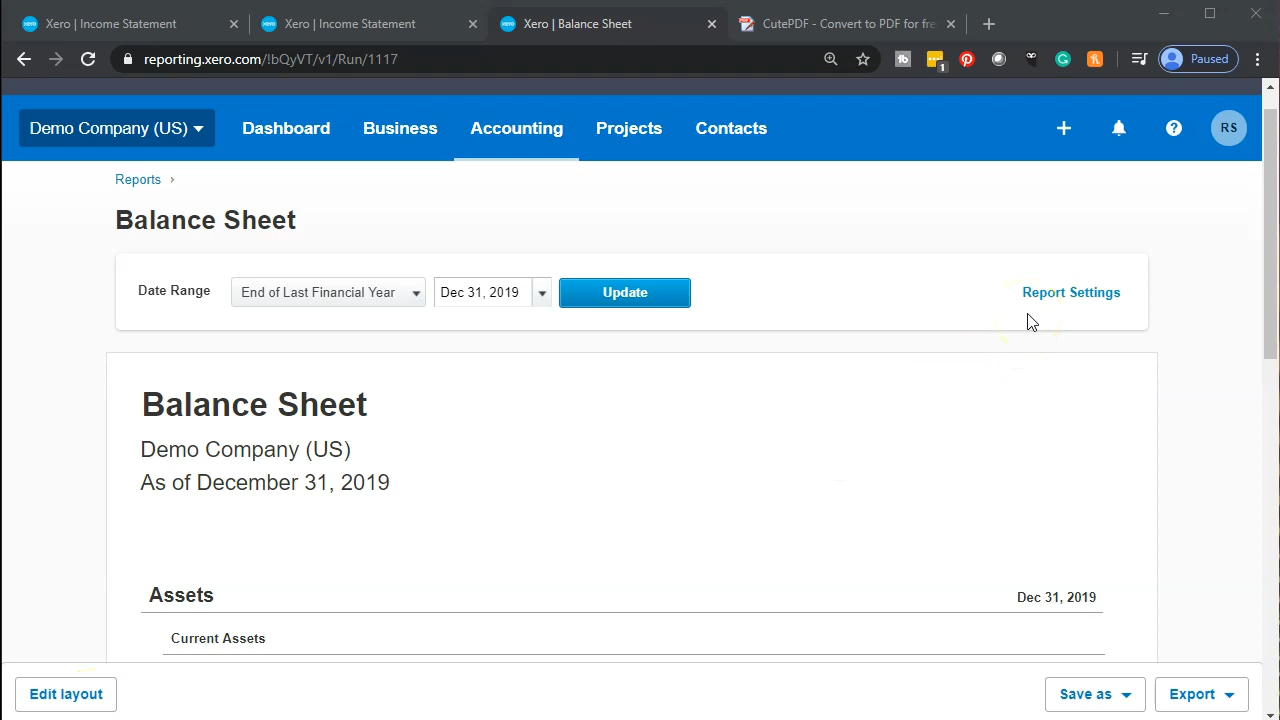 Xero | Income Statement
Xero | Income Statement
Xero | Balance Sheet
CutePDF - Convert to PDF for fre
reporting.xero.com/!bQyVT/v1/Run/1117
1
Paused
Demo Company (US)
Dashboard
Business
Accounting
Projects
Contacts
RS
Reports
Balance Sheet
Date Range
End of Last Financial Year
Dec 31, 2019
Update
Report Settings
Balance Sheet
Demo Company (US)
As of December 31, 2019
Assets
Dec 31, 2019
Current Assets
Edit layout
Save as
Export